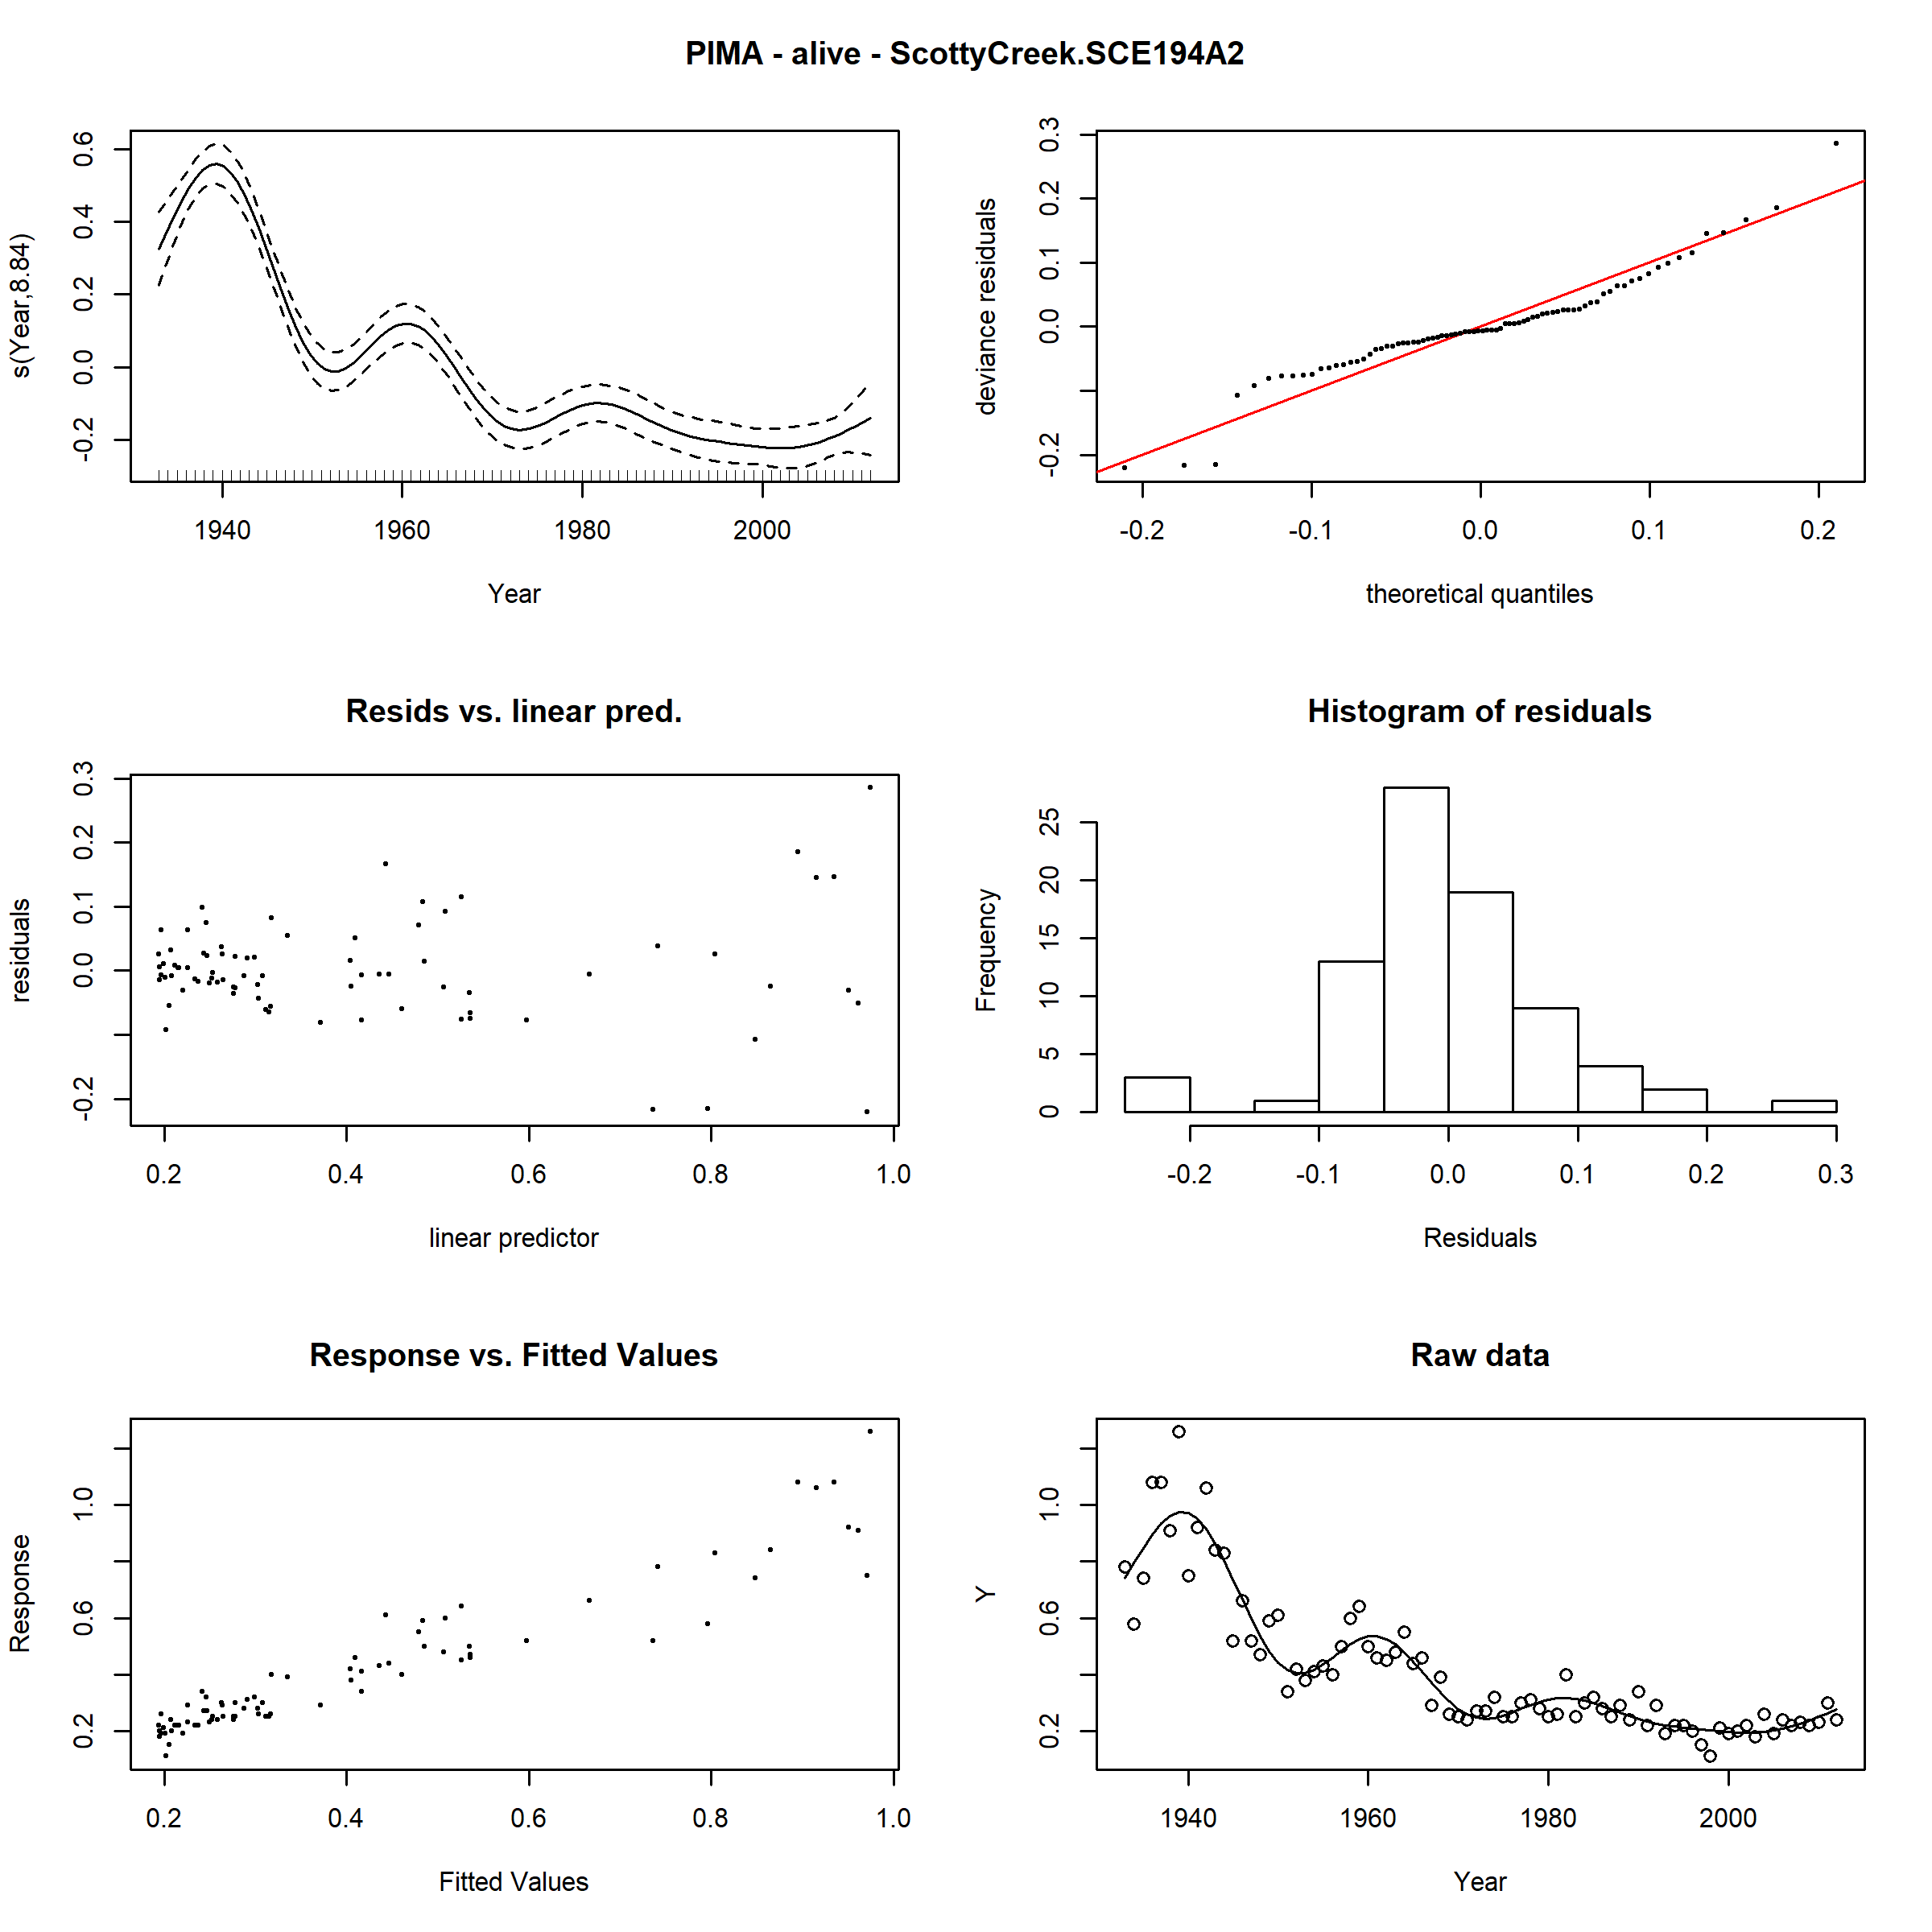 PIMA - alive - ScottyCreek.SCE194A2
s(Year,8.84)
-0.2 0.0 0.2 0.4 0.6
1940 1960 1980 2000
Year
deviance residuals
-0.2 0.0 0.1 0.2 0.3
-0.2 -0.1 0.0 0.1 0.2
theoretical quantiles
Resids vs. linear pred.
residuals
-0.2 0.0 0.1 0.2 0.3
0.2 0.4 0.6 0.8 1.0
linear predictor
Histogram of residuals
Frequency
0 5 10 15 20 25
-0.2 -0.1 0.0 0.1 0.2 0.3
Residuals
Response vs. Fitted Values
Response
0.2 0.6 1.0
0.2 0.4 0.6 0.8 1.0
Fitted Values
Raw data
Y
0.2 0.6 1.0
1940 1960 1980 2000
Year